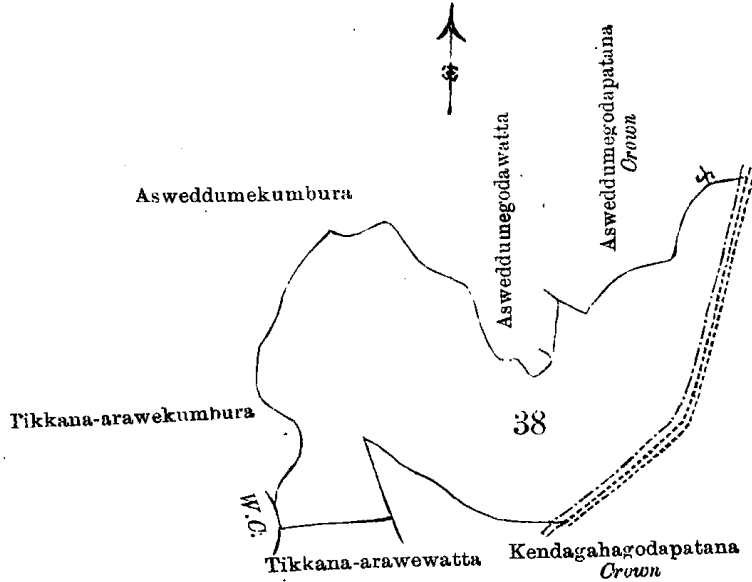 Asweddumekumbura
Asweddumegodawatta
Asweddumegodapatana
Crown
Tikkana-arawekumbura
38
W.C.
Tikkana-arawewatta
Kendagahagodapatana
Crown